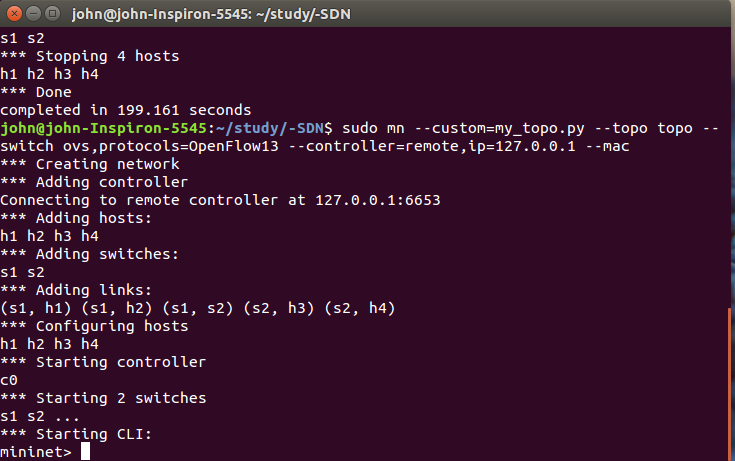 john@john-Inspiron-5545: ~/study/-SDN
s1 s2
*** Stopping 4 hosts
h1 h2 h3 h4
*** Done
completed in 199.161 seconds
john@john-Inspiron-5545:~/study/-SDN$ sudo mn --custom=my_topo.py --topo topo --
switch ovs,protocols=OpenFlow13 --controller=remote,ip=127.0.0.1 --mac
*** Creating network
*** Adding controller
Connecting to remote controller at 127.0.0.1:6653
*** Adding hosts:
h1 h2 h3 h4
*** Adding switches:
s1 s2
*** Adding links:
(s1, h1) (s1, h2) (s1, s2) (s2, h3) (s2, h4)
*** Configuring hosts
h1 h2 h3 h4
*** Starting controller
c0
*** Starting 2 switches
s1 s2 ...
*** Starting CLI:
mininet>